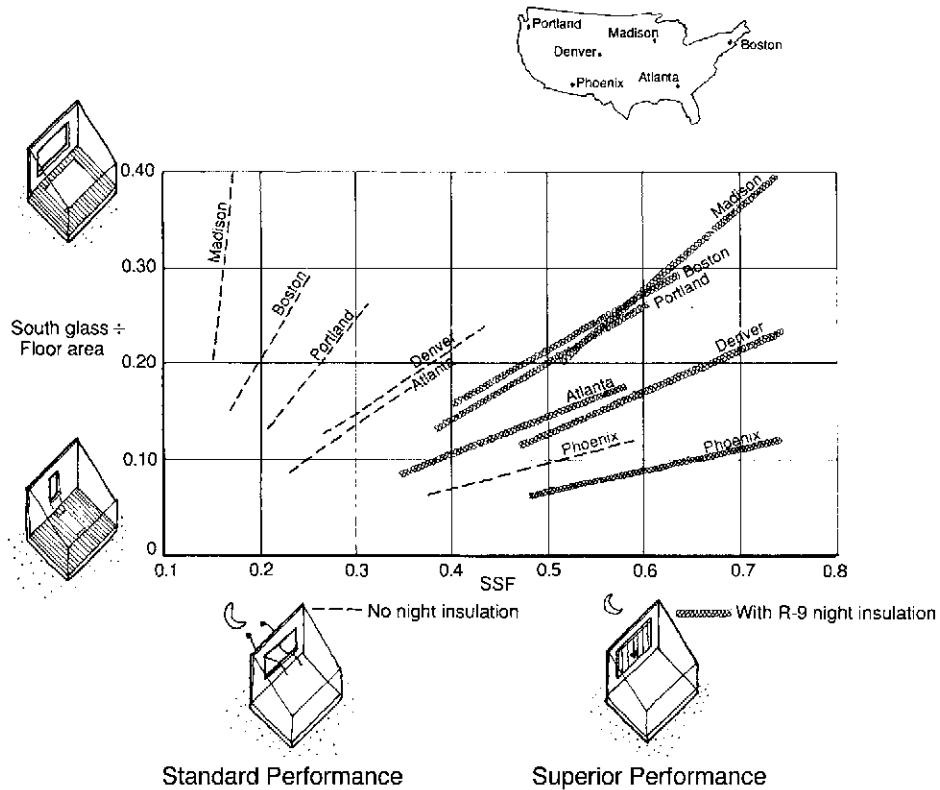 Portland
Madison
Denver
Boston
Phoenix
Atlanta
0.40
Madison
Madison
0.30
Boston
Boston
Portland
Portland
South glass ÷
Floor area
Denver
Denver
0.20
Atlanta
Atlanta
Phoenix
Phoenix
0.10
0
0.1
0.2
0.3
0.4
0.5
0.6
0.7
0.8
SSF
No night insulation
With R-9 night insulation
Standard Performance
Superior Performance